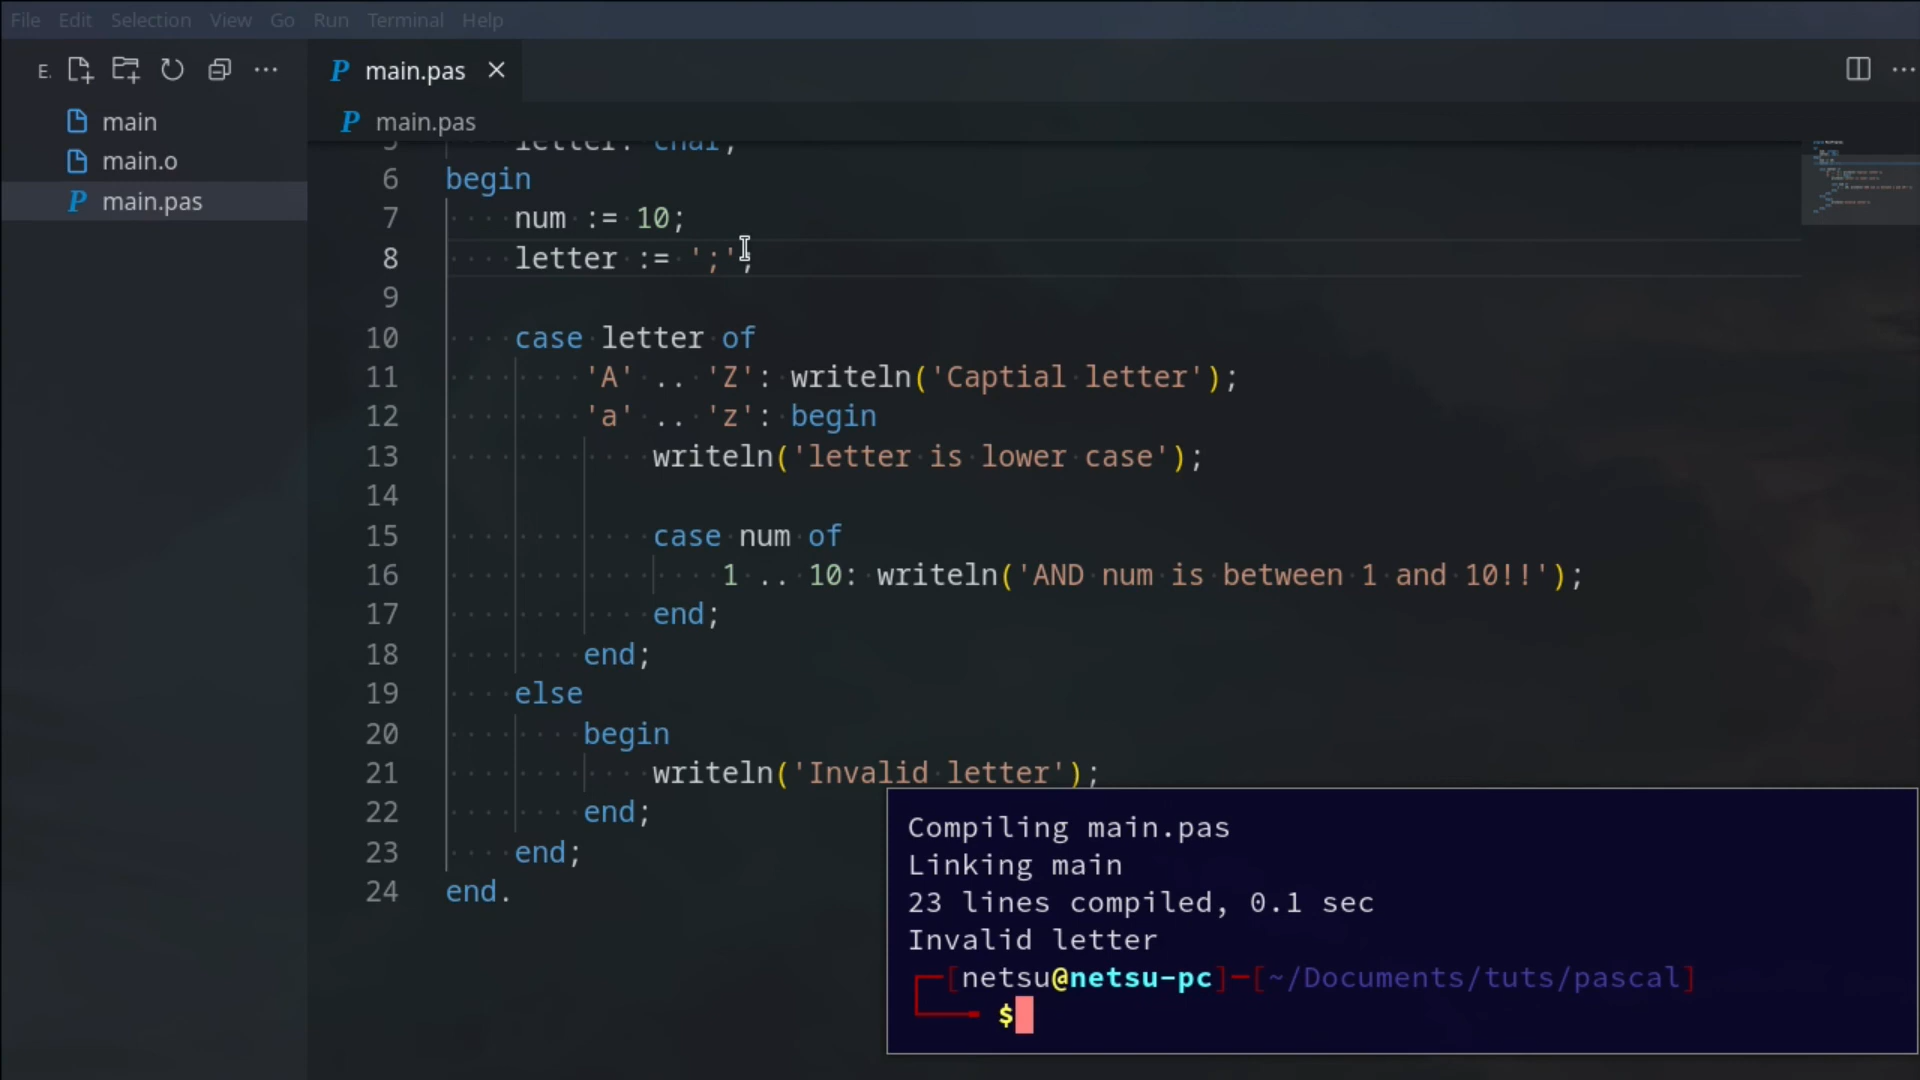 File Edit Selection View Go Run Terminal Help
E.
main.pas
main.pas
main
main.o
main.pas
5 letter: char;
6 begin
7 num := 10;
8 letter := ';';
9
10 case letter of
11 'A' .. 'Z': writeln('Captial letter');
12 'a' .. 'z': begin
13 writeln('letter is lower case');
14
15 case num of
16 1 .. 10: writeln('AND num is between 1 and 10!!');
17 end;
18 end;
19 else
20 begin
21 writeln('Invalid letter');
22 end;
23 end;
24 end.
Compiling main.pas
Linking main
23 lines compiled, 0.1 sec
Invalid letter
[netsu@netsu-pc]-[~/Documents/tuts/pascal]
$